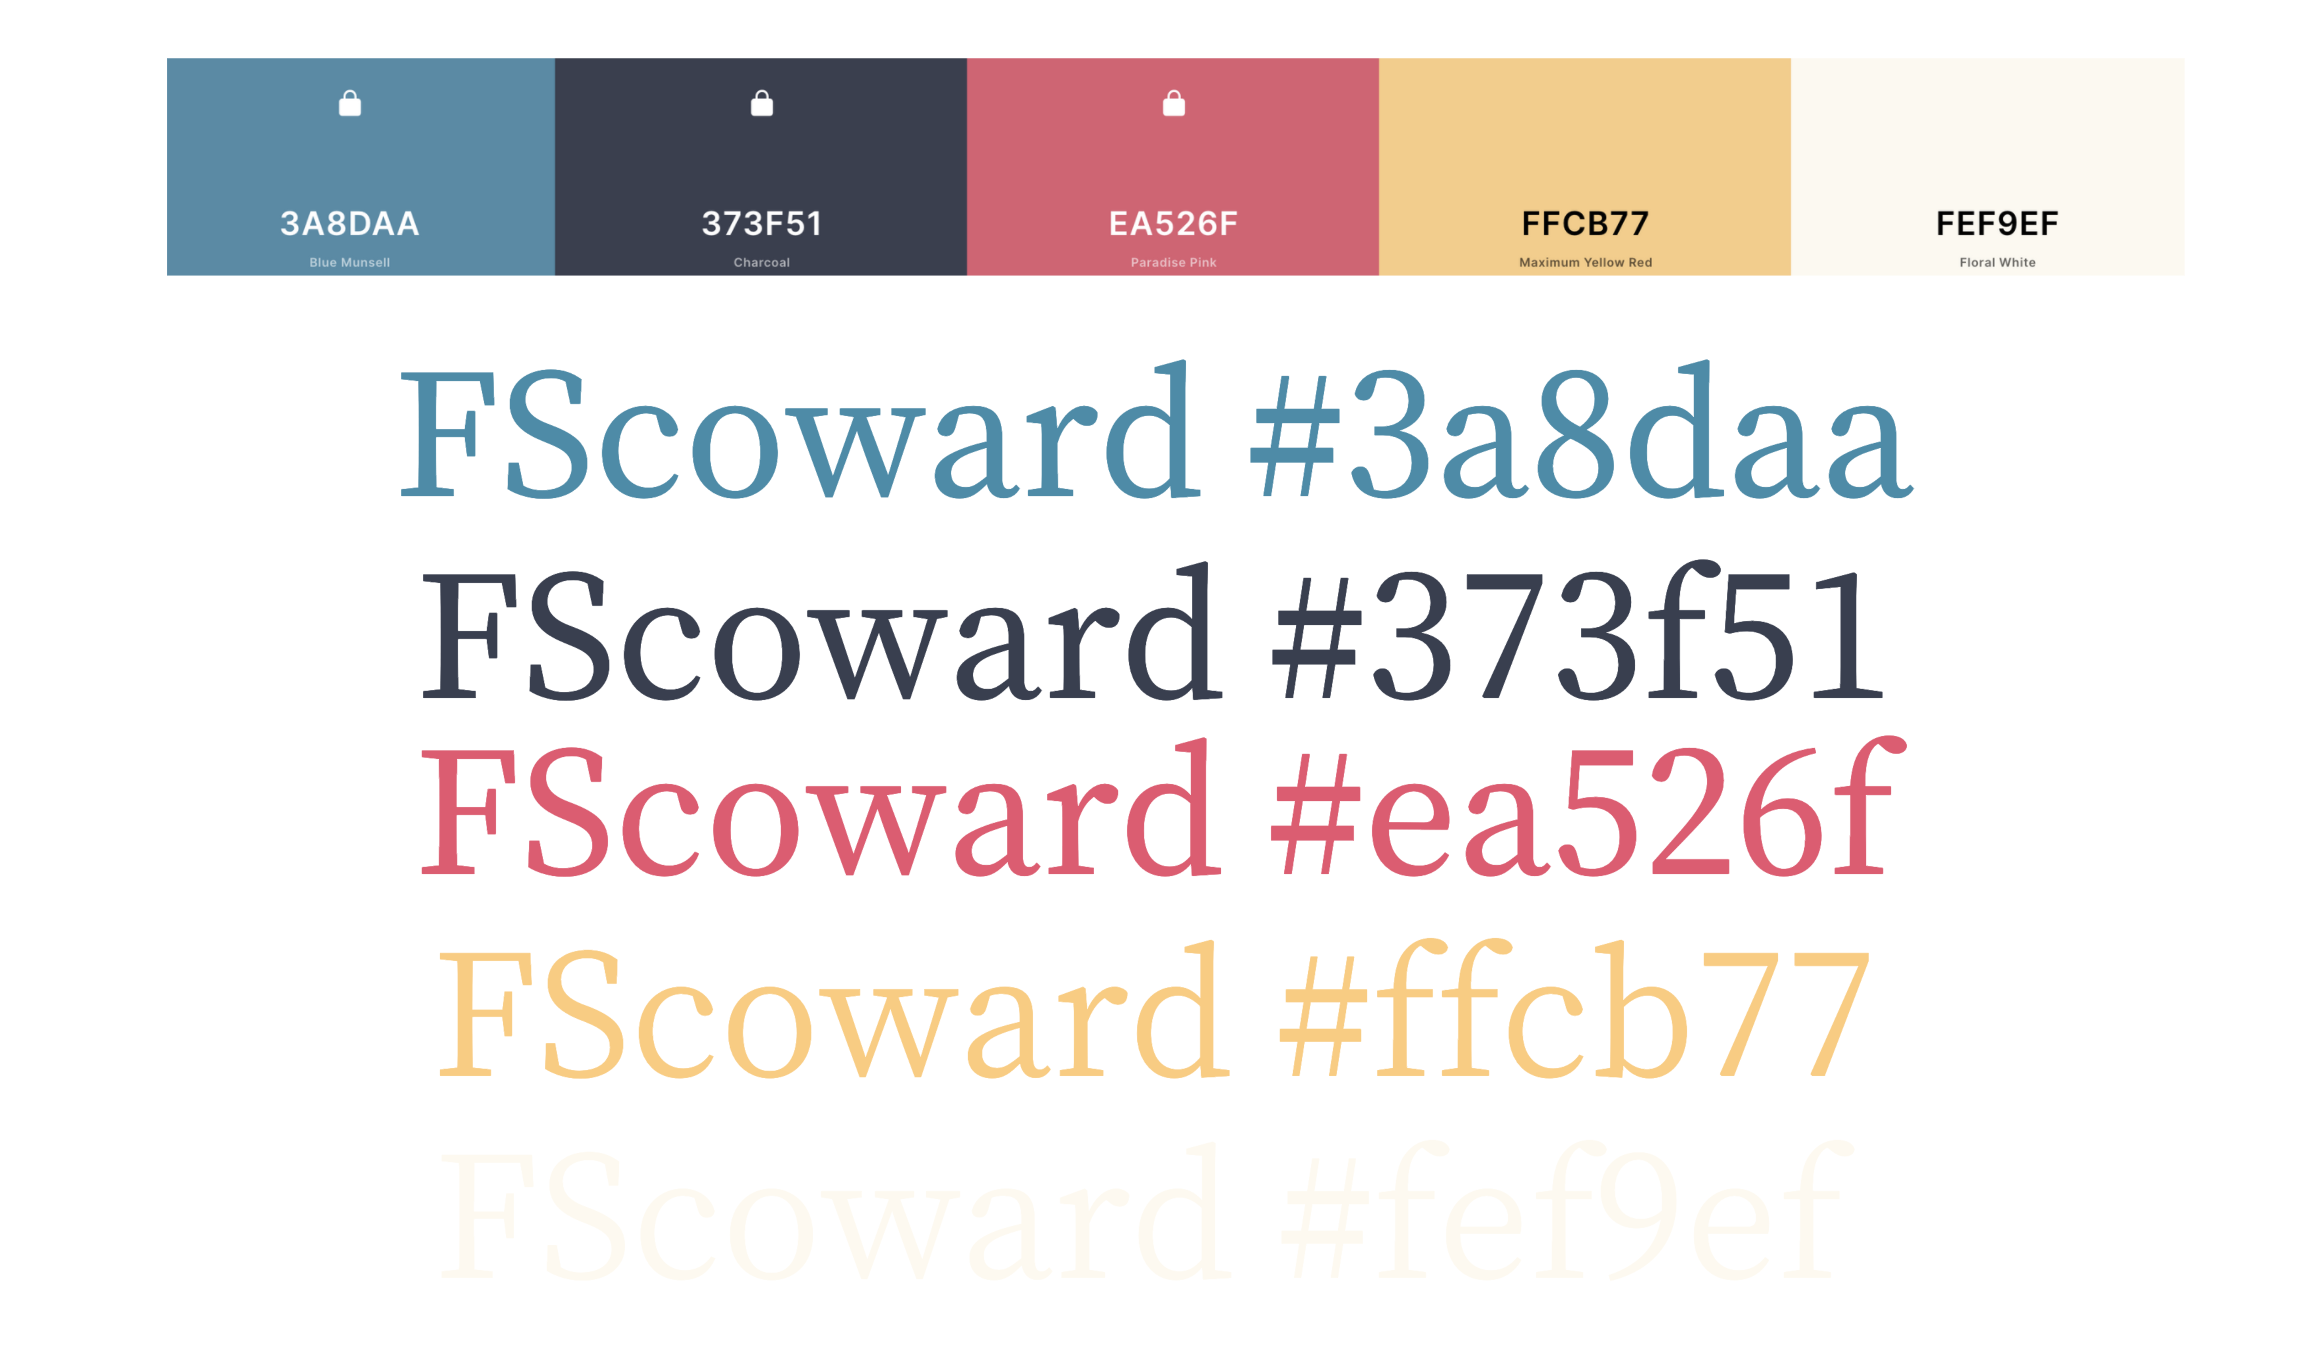 3A8DAA 373F51 EA526F FFCB77 FEF9EF
Blue Munsell Charcoal Paradise Pink Maximum Yellow Red Floral White
FScoward #3a8daa
FScoward #373f51
FScoward #ea526f
FScoward #ffcb77
FScoward #fef9ef